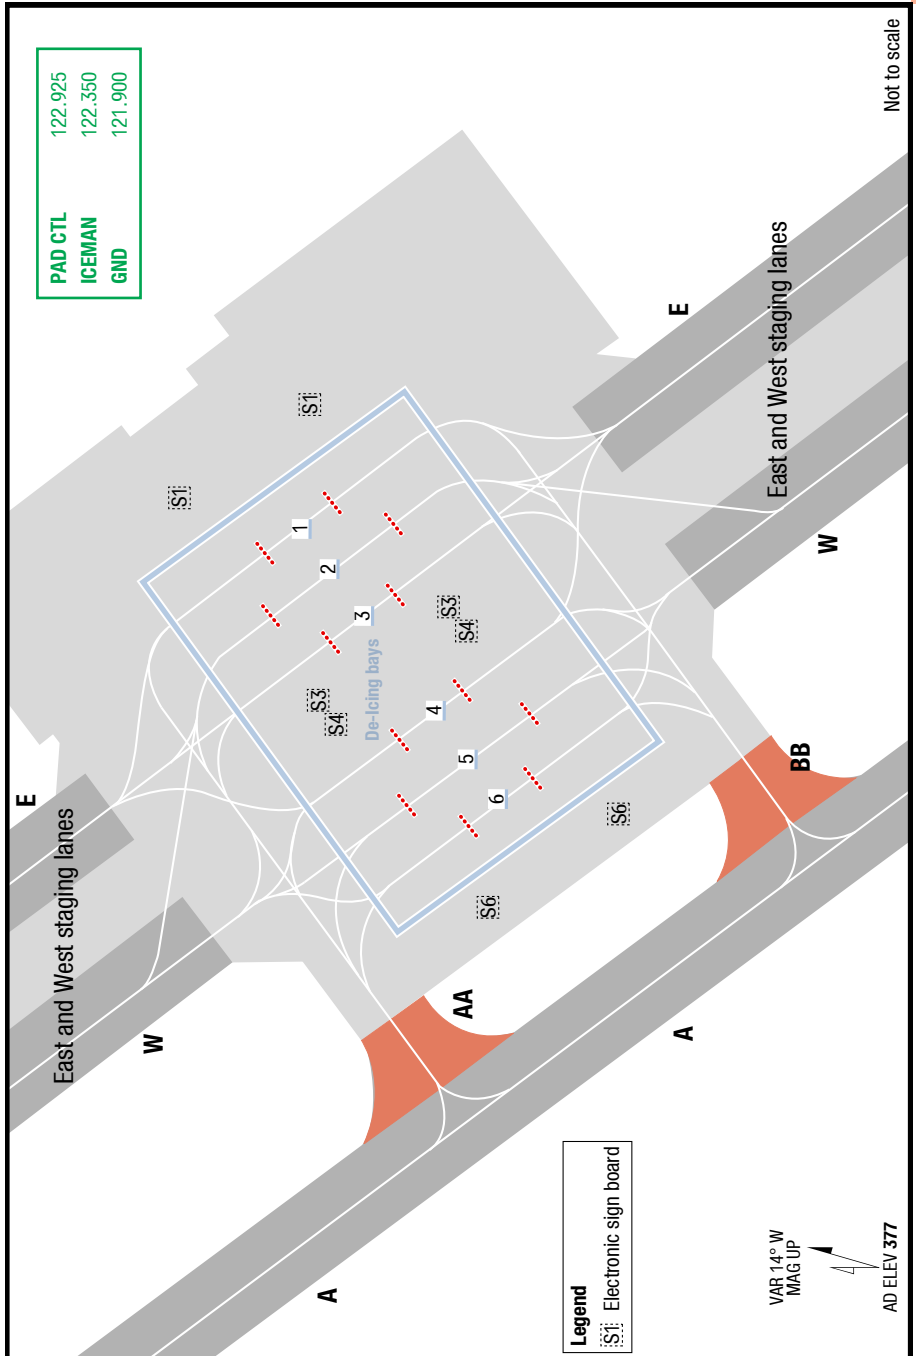 PAD CTL 122.925
ICEMAN 122.350
GND 121.900
Not to scale
E
East and West staging lanes
W
S1
S1
1
2
3
De-Icing bays
4
5
6
S3
S4
S3
S4
S6
S6
E
East and West staging lanes
W
AA
BB
A
A
Legend
S1 Electronic sign board
VAR 14° W
MAG UP
AD ELEV 377